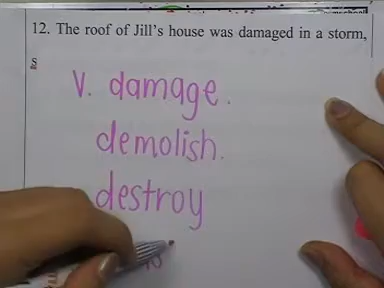 12. The roof of Jill's house was damaged in a storm,
s
v. damage.
demolish.
destroy